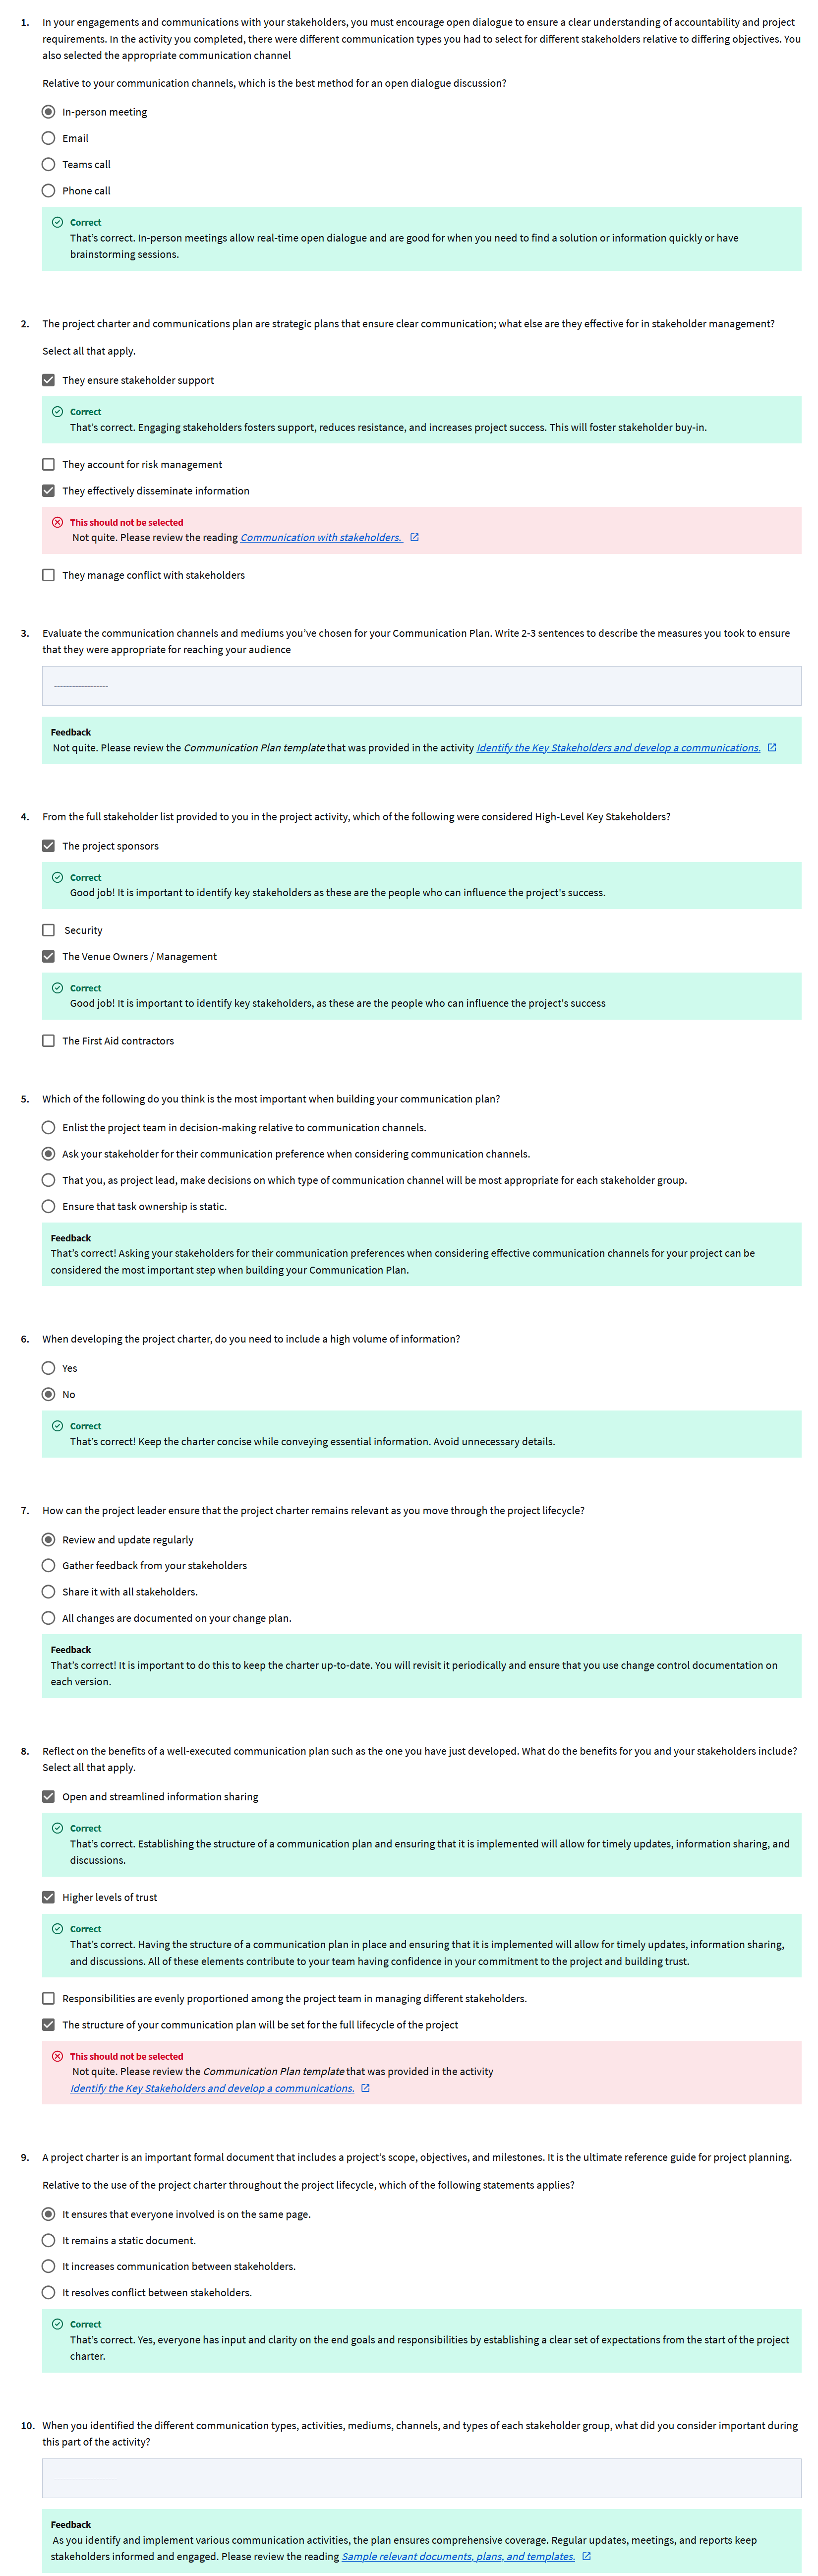 1. In your engagements and communications with your stakeholders, you must encourage open dialogue to ensure a clear understanding of accountability and project
requirements. In the activity you completed, there were different communication types you had to select for different stakeholders relative to differing objectives. You
also selected the appropriate communication channel
Relative to your communication channels, which is the best method for an open dialogue discussion?
In-person meeting
Email
Teams call
Phone call
Correct
That's correct. In-person meetings allow real-time open dialogue and are good for when you need to find a solution or information quickly or have
brainstorming sessions.
2. The project charter and communications plan are strategic plans that ensure clear communication; what else are they effective for in stakeholder management?
Select all that apply.
They ensure stakeholder support
Correct
That's correct. Engaging stakeholders fosters support, reduces resistance, and increases project success. This will foster stakeholder buy-in.
They account for risk management
They effectively disseminate information
This should not be selected
Not quite. Please review the reading Communication with stakeholders.
They manage conflict with stakeholders
3. Evaluate the communication channels and mediums you've chosen for your Communication Plan. Write 2-3 sentences to describe the measures you took to ensure
that they were appropriate for reaching your audience
--------------------
Feedback
Not quite. Please review the Communication Plan template that was provided in the activity Identify the Key Stakeholders and develop a communications.
4. From the full stakeholder list provided to you in the project activity, which of the following were considered High-Level Key Stakeholders?
The project sponsors
Correct
Good job! It is important to identify key stakeholders as these are the people who can influence the project's success.
Security
The Venue Owners / Management
Correct
Good job! It is important to identify key stakeholders, as these are the people who can influence the project's success
The First Aid contractors
5. Which of the following do you think is the most important when building your communication plan?
Enlist the project team in decision-making relative to communication channels.
Ask your stakeholder for their communication preference when considering communication channels.
That you, as project lead, make decisions on which type of communication channel will be most appropriate for each stakeholder group.
Ensure that task ownership is static.
Feedback
That's correct! Asking your stakeholders for their communication preferences when considering effective communication channels for your project can be
considered the most important step when building your Communication Plan.
6. When developing the project charter, do you need to include a high volume of information?
Yes
No
Correct
That's correct! Keep the charter concise while conveying essential information. Avoid unnecessary details.
7. How can the project leader ensure that the project charter remains relevant as you move through the project lifecycle?
Review and update regularly
Gather feedback from your stakeholders
Share it with all stakeholders.
All changes are documented on your change plan.
Feedback
That's correct! It is important to do this to keep the charter up-to-date. You will revisit it periodically and ensure that you use change control documentation on
each version.
8. Reflect on the benefits of a well-executed communication plan such as the one you have just developed. What do the benefits for you and your stakeholders include?
Select all that apply.
Open and streamlined information sharing
Correct
That's correct. Establishing the structure of a communication plan and ensuring that it is implemented will allow for timely updates, information sharing, and
discussions.
Higher levels of trust
Correct
That's correct. Having the structure of a communication plan in place and ensuring that it is implemented will allow for timely updates, information sharing,
and discussions. All of these elements contribute to your team having confidence in your commitment to the project and building trust.
Responsibilities are evenly proportioned among the project team in managing different stakeholders.
The structure of your communication plan will be set for the full lifecycle of the project
This should not be selected
Not quite. Please review the Communication Plan template that was provided in the activity
Identify the Key Stakeholders and develop a communications.
9. A project charter is an important formal document that includes a project's scope, objectives, and milestones. It is the ultimate reference guide for project planning.
Relative to the use of the project charter throughout the project lifecycle, which of the following statements applies?
It ensures that everyone involved is on the same page.
It remains a static document.
It increases communication between stakeholders.
It resolves conflict between stakeholders.
Correct
That's correct. Yes, everyone has input and clarity on the end goals and responsibilities by establishing a clear set of expectations from the start of the project
charter.
10. When you identified the different communication types, activities, mediums, channels, and types of each stakeholder group, what did you consider important during
this part of the activity?
-----------------------
Feedback
As you identify and implement various communication activities, the plan ensures comprehensive coverage. Regular updates, meetings, and reports keep
stakeholders informed and engaged. Please review the reading Sample relevant documents, plans, and templates.